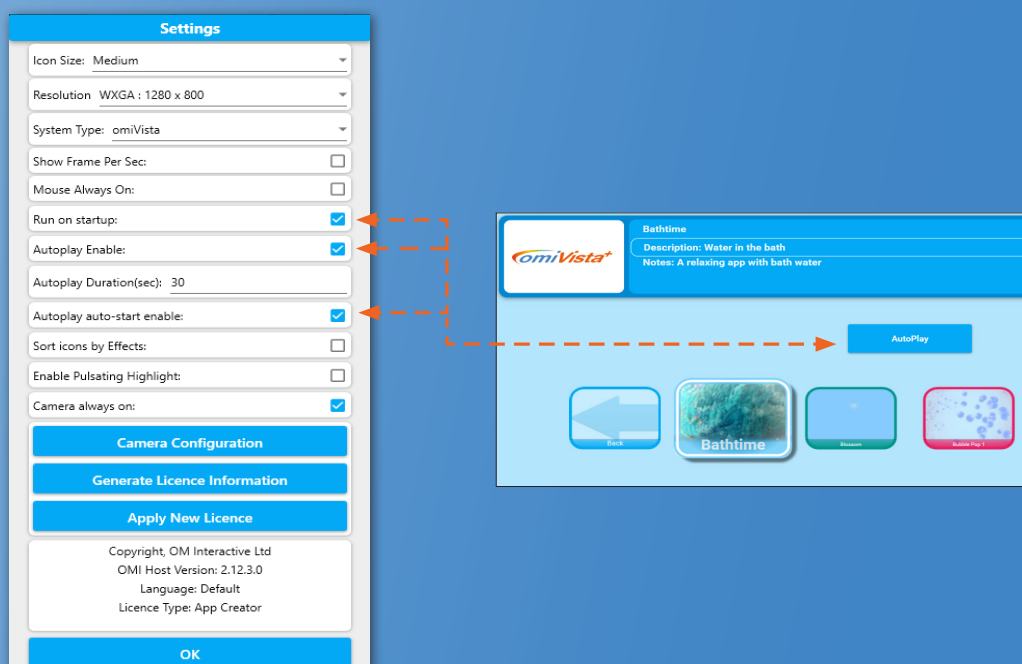 Settings
Icon Size: Medium
Resolution WXGA : 1280 x 800
System Type: omiVista
Show Frame Per Sec:
Mouse Always On:
Run on startup:
Autoplay Enable:
Autoplay Duration(sec): 30
Autoplay auto-start enable:
Sort icons by Effects:
Enable Pulsating Highlight:
Camera always on:
Camera Configuration
Generate Licence Information
Apply New Licence
Copyright, OM Interactive Ltd
OMI Host Version: 2.12.3.0
Language: Default
Licence Type: App Creator
OK
omiVista+
Bathtime
Description: Water in the bath
Notes: A relaxing app with bath water
AutoPlay
Back
Bathtime
Blossom
Bubble Pop 1